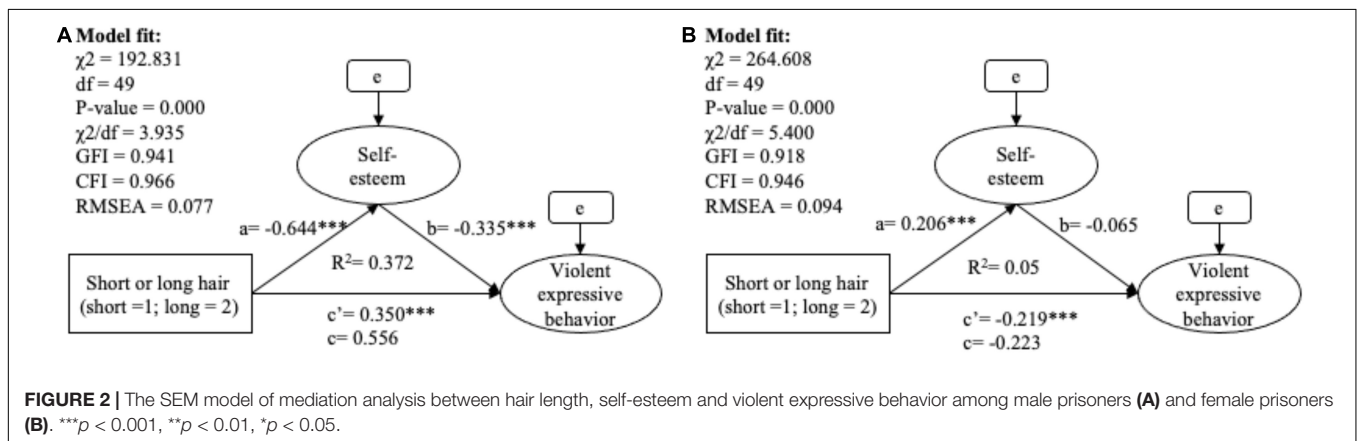 A Model fit:
χ2 = 192.831
df = 49
P-value = 0.000
χ2/df = 3.935
GFI = 0.941
CFI = 0.966
RMSEA = 0.077
e
Self-
esteem
e
a= -0.644***
b= -0.335***
R²= 0.372
Short or long hair
(short =1; long = 2)
Violent
expressive
behavior
c’= 0.350***
c= 0.556
B Model fit:
χ2 = 264.608
df = 49
P-value = 0.000
χ2/df = 5.400
GFI = 0.918
CFI = 0.946
RMSEA = 0.094
e
Self-
esteem
e
a= 0.206***
b= -0.065
R²= 0.05
Short or long hair
(short =1; long = 2)
Violent
expressive
behavior
c’= -0.219***
c= -0.223
FIGURE 2 | The SEM model of mediation analysis between hair length, self-esteem and violent expressive behavior among male prisoners (A) and female prisoners
(B). ***p < 0.001, **p < 0.01, *p < 0.05.